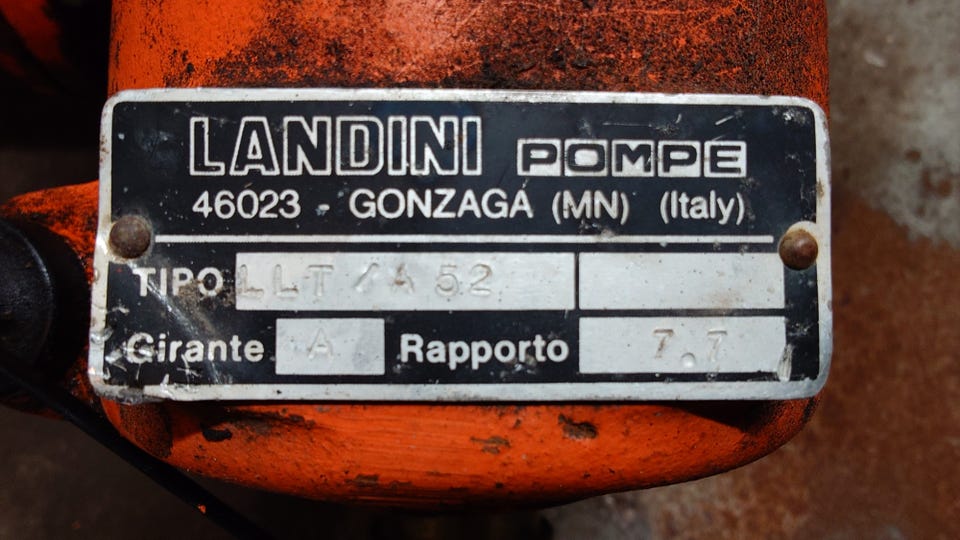 LANDINI POMPE
46023 - GONZAGA (MN) (Italy)
TIPO LLT/A 52
Girante A Rapporto 7.7